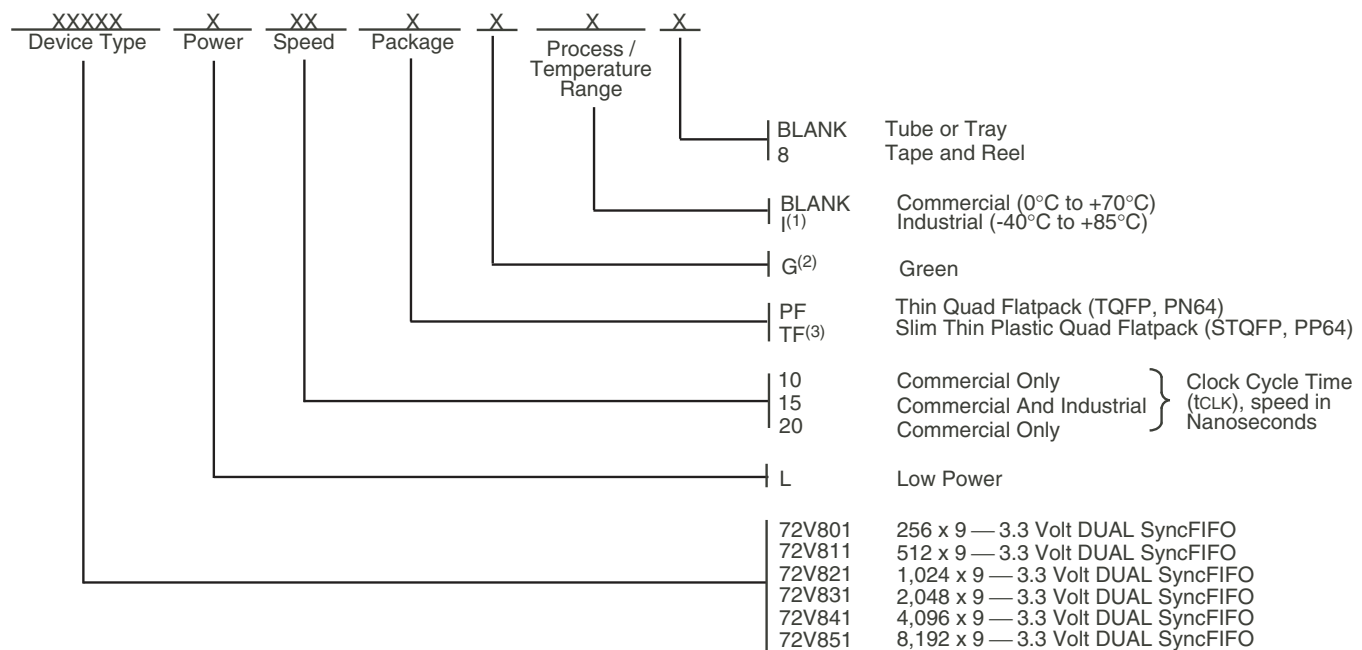 XXXXX X XX X X X X
Device Type Power Speed Package Process /
Temperature
Range
BLANK Tube or Tray
8 Tape and Reel
BLANK Commercial (0°C to +70°C)
I(1) Industrial (-40°C to +85°C)
G(2) Green
PF Thin Quad Flatpack (TQFP, PN64)
TF(3) Slim Thin Plastic Quad Flatpack (STQFP, PP64)
10 Commercial Only
15 Commercial And Industrial
20 Commercial Only
Clock Cycle Time
(tCLK), speed in
Nanoseconds
L Low Power
72V801 256 x 9 — 3.3 Volt DUAL SyncFIFO
72V811 512 x 9 — 3.3 Volt DUAL SyncFIFO
72V821 1,024 x 9 — 3.3 Volt DUAL SyncFIFO
72V831 2,048 x 9 — 3.3 Volt DUAL SyncFIFO
72V841 4,096 x 9 — 3.3 Volt DUAL SyncFIFO
72V851 8,192 x 9 — 3.3 Volt DUAL SyncFIFO